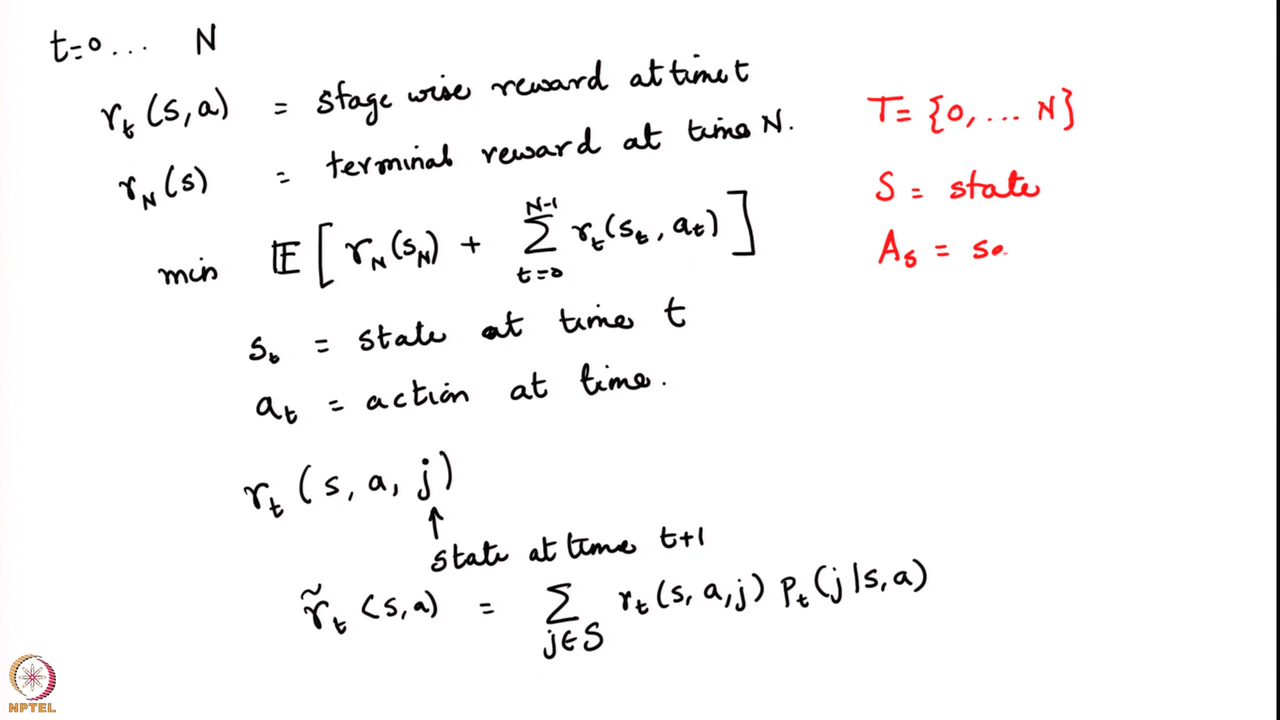 t=0... N
r_t (s,a) = stage wise reward at time t
r_N (s) = terminal reward at time N.
min E [ r_N (s_N) + ∑_{t=0}^{N-1} r_t (s_t, a_t) ]
s_t = state at time t
a_t = action at time.
r_t (s, a, j)
↑
state at time t+1
r̃_t (s,a) = ∑_{j∈S} r_t (s, a, j) p_t (j | s, a)
T = {0, ... N}
S = state
A_s = se
NPTEL